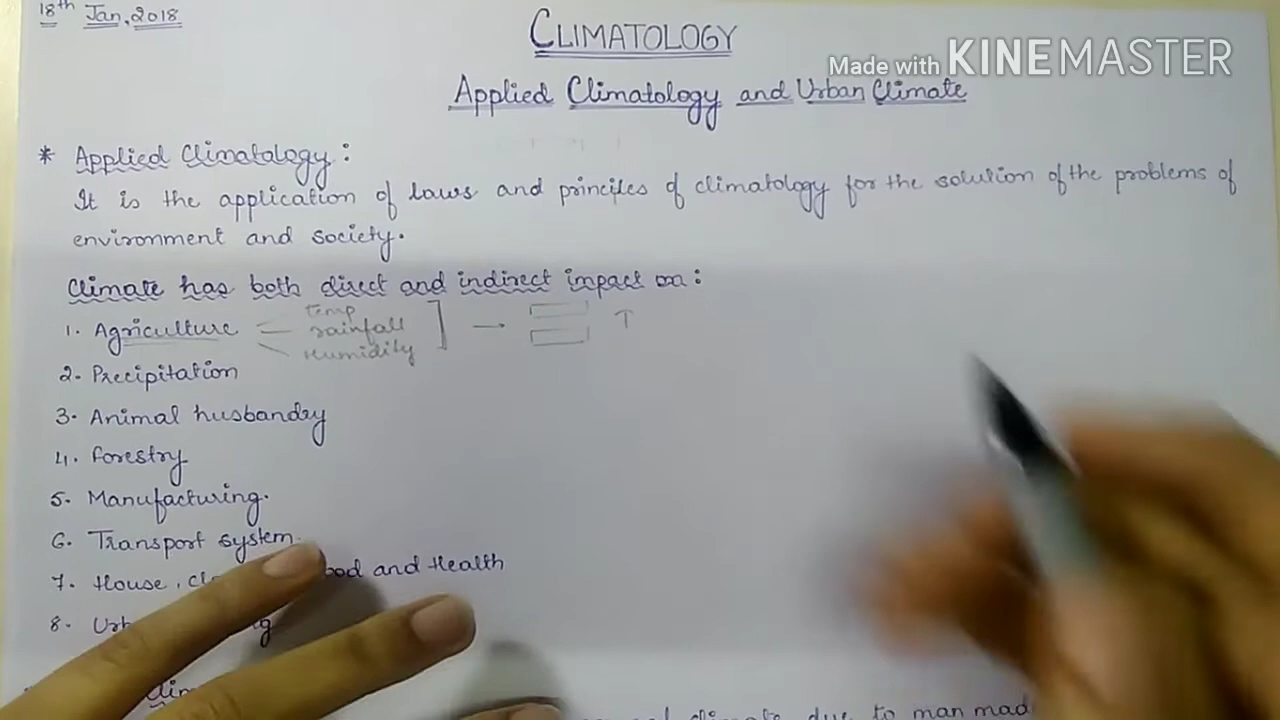 18th Jan, 2018
CLIMATOLOGY
Made with KINEMASTER
Applied Climatology and Urban Climate
* Applied Climatology :
It is the application of laws and principles of climatology for the solution of the problems of
environment and society.
Climate has both direct and indirect impact on :
temp
1. Agriculture rainfall
Humidity
2. Precipitation
3. Animal husbandry
4. Forestry
5. Manufacturing.
6. Transport system.
7. House, and Health
8.
climate due to man mad